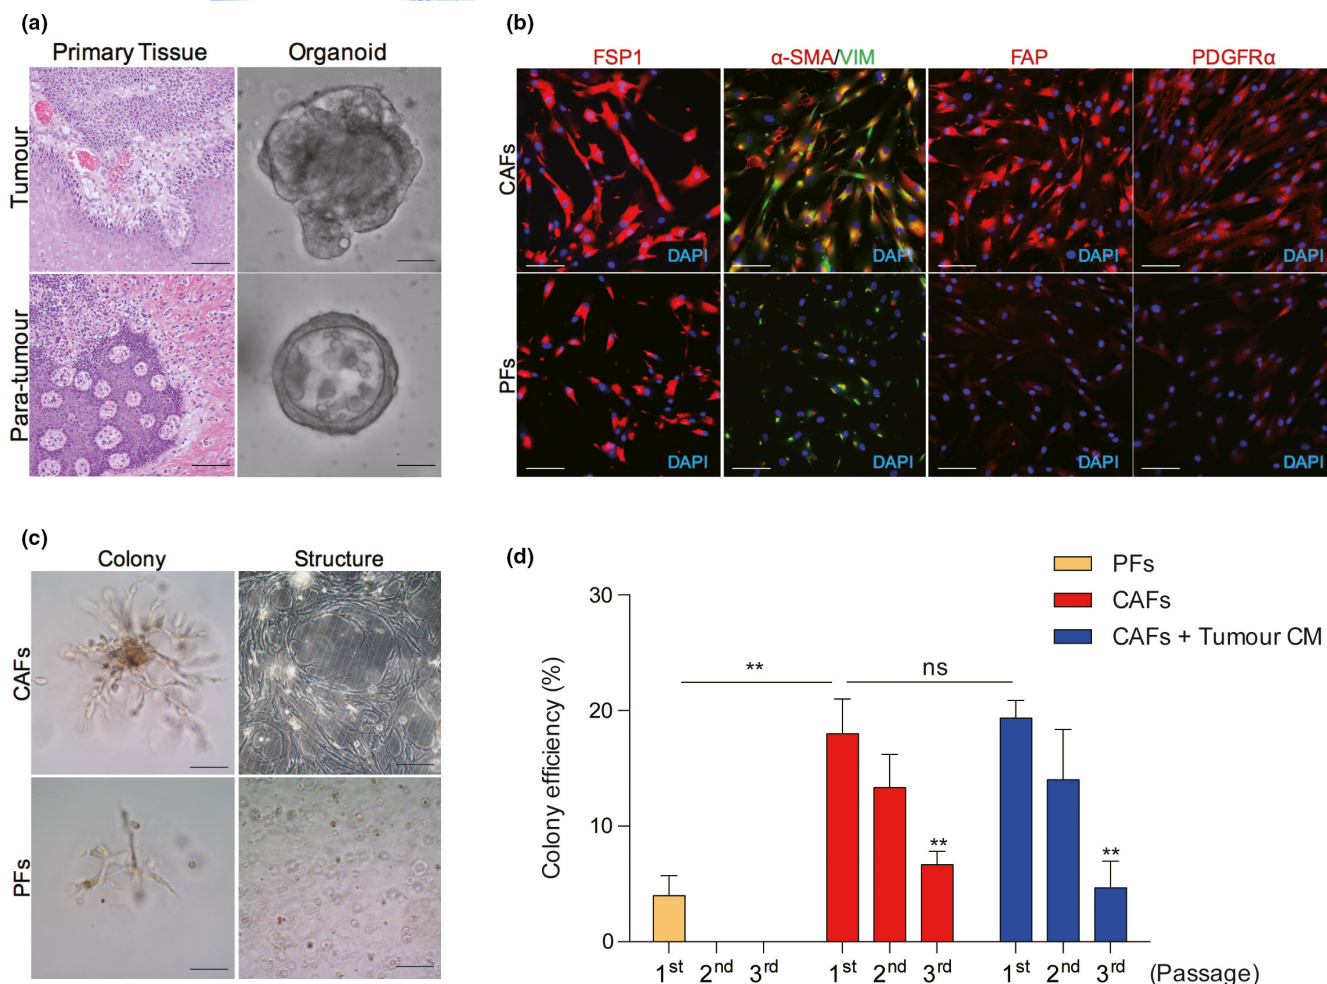 (a)
Primary Tissue Organoid
Tumour
Para-tumour
(b)
FSP1 α-SMA/VIM FAP PDGFRα
CAFs
DAPI DAPI DAPI DAPI
PFs
DAPI DAPI DAPI DAPI
(c)
Colony Structure
CAFs
PFs
(d)
PFs
CAFs
CAFs + Tumour CM
Colony efficiency (%)
30
20
10
0
** ns
** **
1st 2nd 3rd 1st 2nd 3rd 1st 2nd 3rd (Passage)